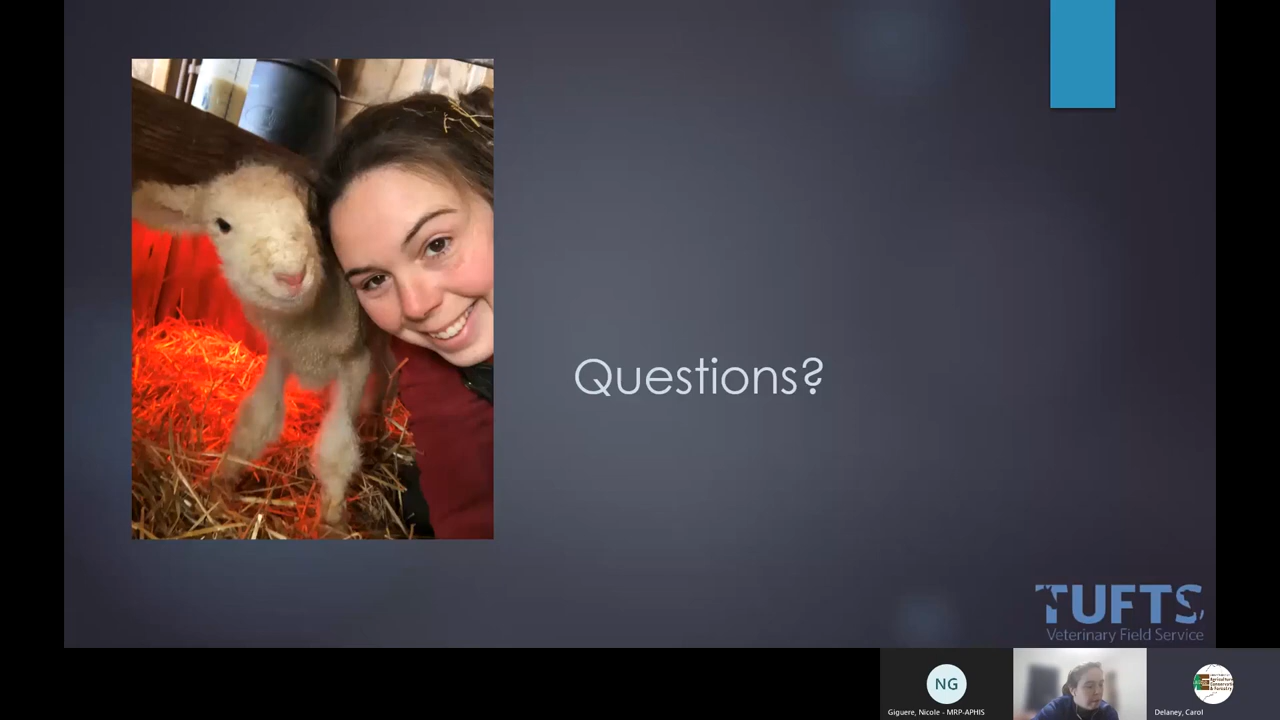 Questions?
TUFTS
Veterinary Field Service
NG
Giguere, Nicole - MRP-APHIS
Delaney, Carol